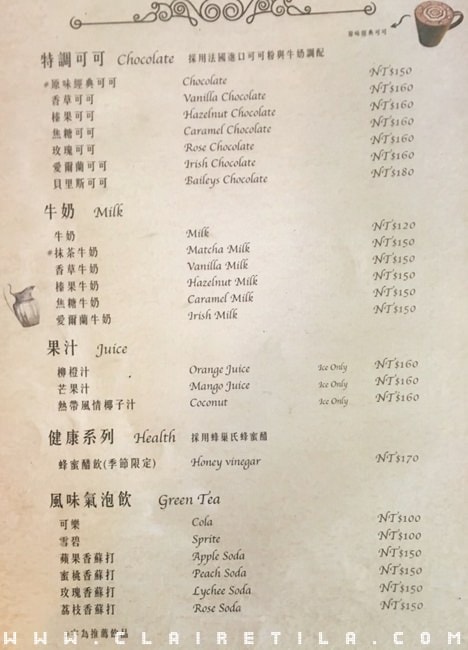 原味經典可可
特調可可 Chocolate 採用法國進口可可粉與牛奶調配
*原味經典可可 Chocolate NT$150
香草可可 Vanilla Chocolate NT$160
榛果可可 Hazelnut Chocolate NT$160
焦糖可可 Caramel Chocolate NT$160
玫瑰可可 Rose Chocolate NT$160
愛爾蘭可可 Irish Chocolate NT$160
貝里斯可可 Baileys Chocolate NT$180
牛奶 Milk
牛奶 Milk NT$120
*抹茶牛奶 Matcha Milk NT$150
香草牛奶 Vanilla Milk NT$150
榛果牛奶 Hazelnut Milk NT$150
焦糖牛奶 Caramel Milk NT$150
愛爾蘭牛奶 Irish Milk NT$150
果汁 Juice
柳橙汁 Orange Juice Ice Only NT$160
芒果汁 Mango Juice Ice Only NT$160
熱帶風情椰子汁 Coconut Ice Only NT$160
健康系列 Health 採用蜂巢氏蜂蜜醋
蜂蜜醋飲(季節限定) Honey vinegar NT$170
風味氣泡飲 Green Tea
可樂 Cola NT$100
雪碧 Sprite NT$100
蘋果香蘇打 Apple Soda NT$150
蜜桃香蘇打 Peach Soda NT$150
玫瑰香蘇打 Lychee Soda NT$150
荔枝香蘇打 Rose Soda NT$150
為推薦飲品
WWW.CLAIRETILA.COM